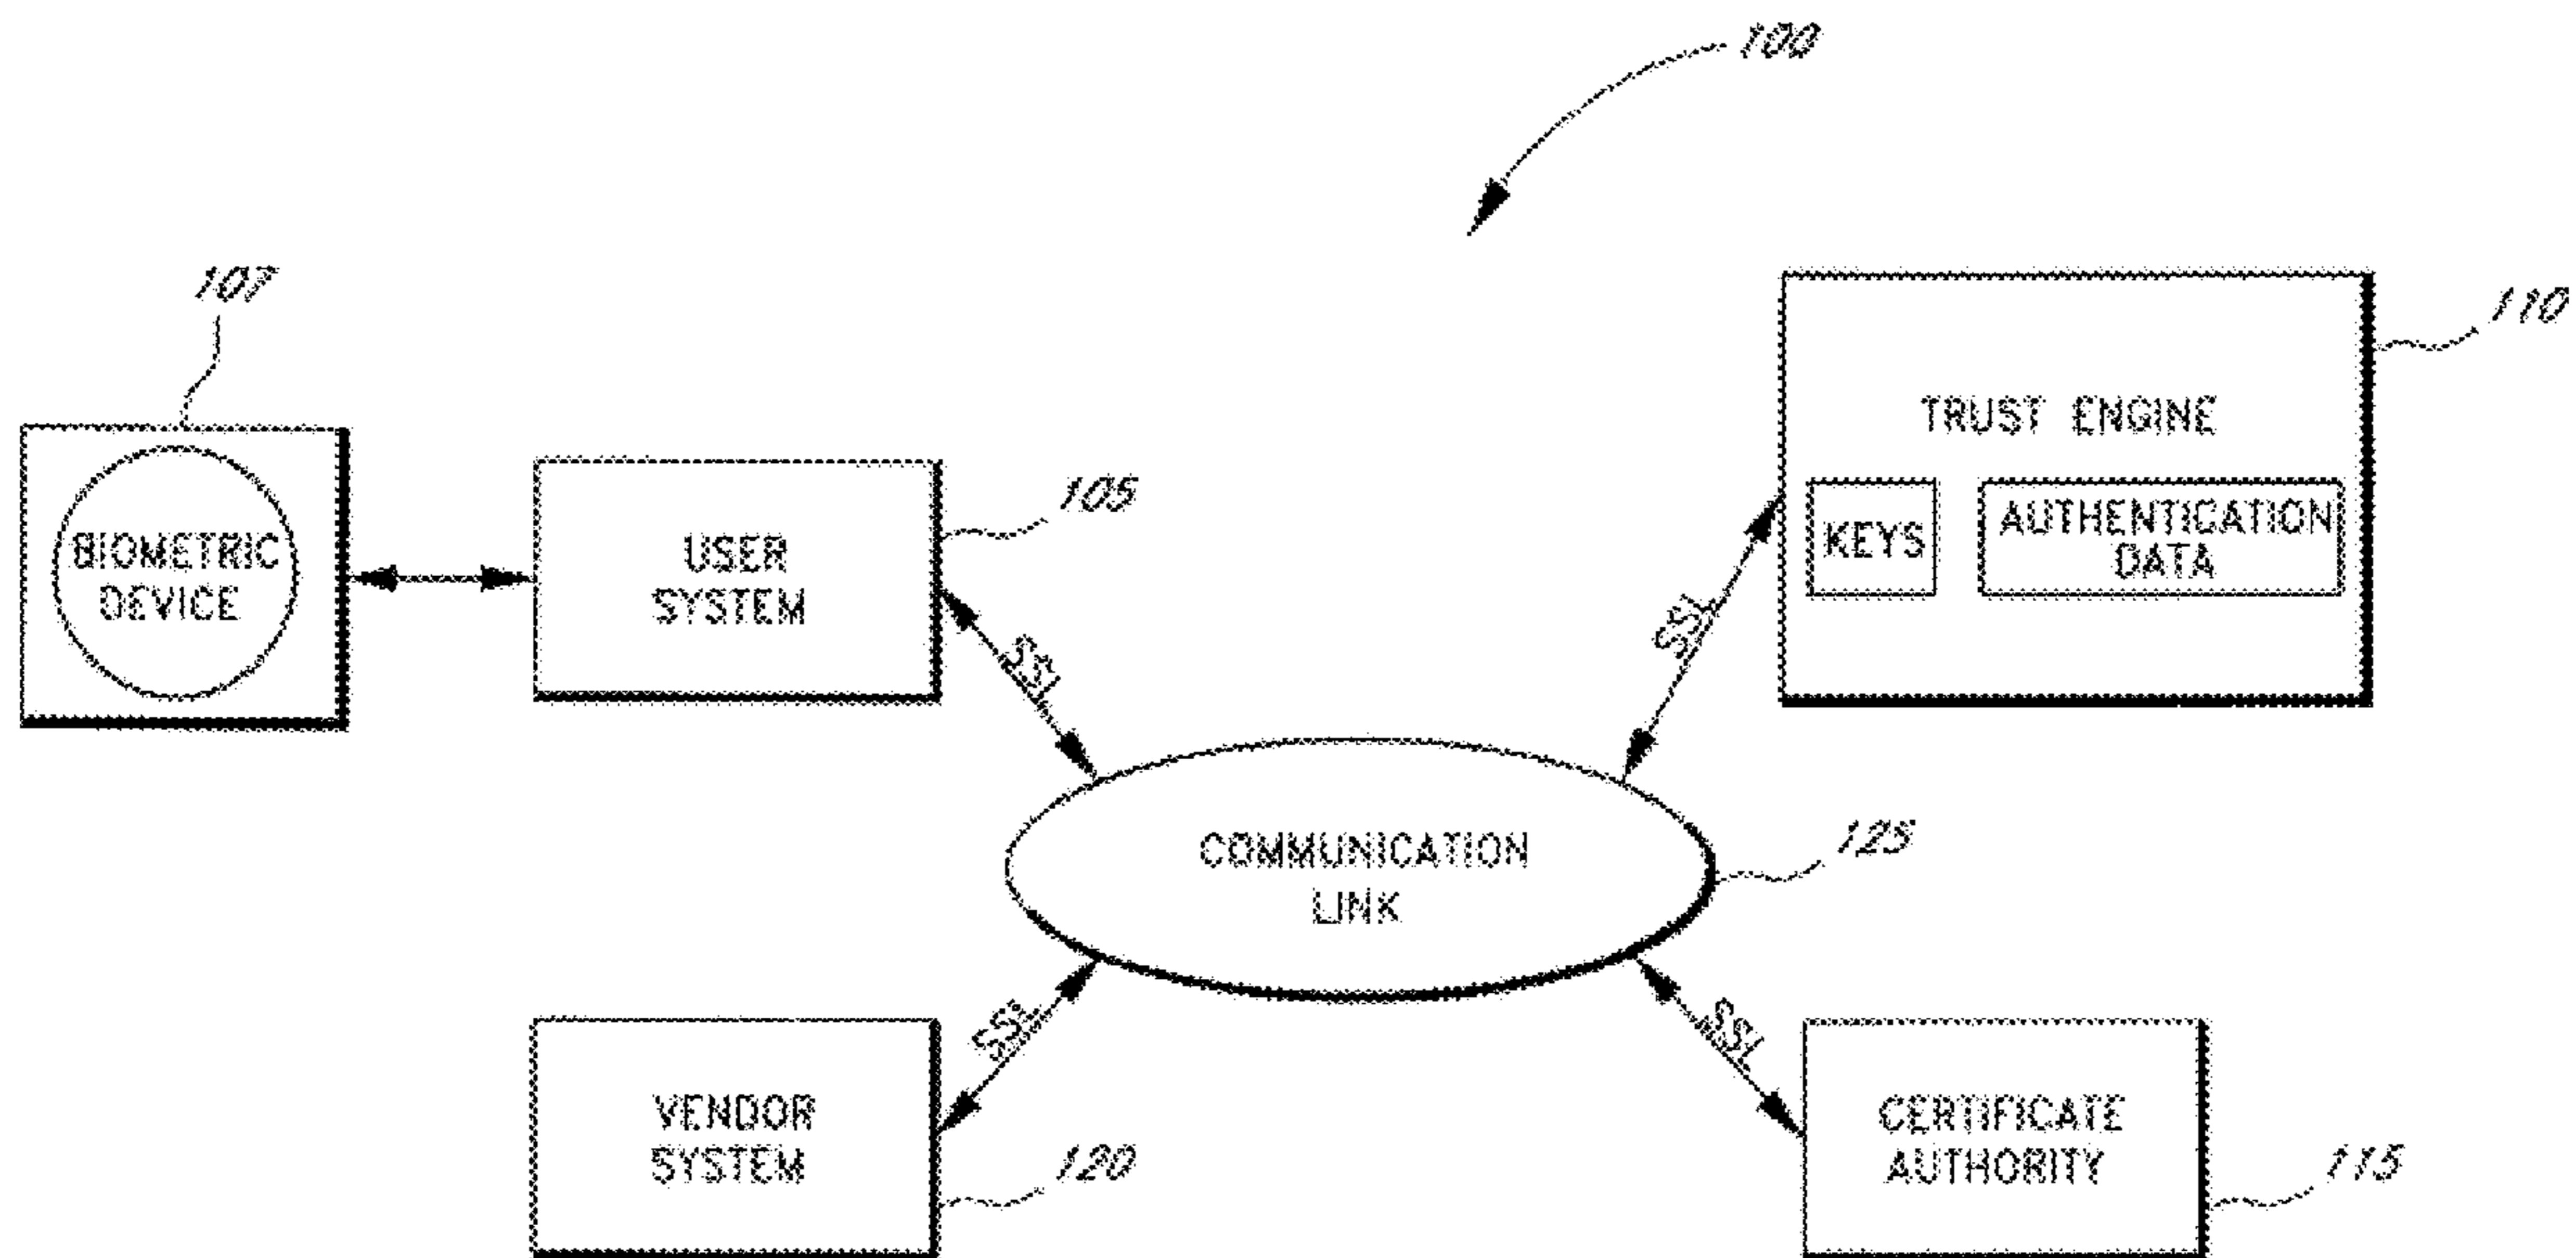 100
107
110
TRUST ENGINE
105
KEYS
AUTHENTICATION
DATA
BIOMETRIC
DEVICE
USER
SYSTEM
SSL
SSL
COMMUNICATION
LINK
125
SSL
SSL
VENDOR
SYSTEM
120
CERTIFICATE
AUTHORITY
115